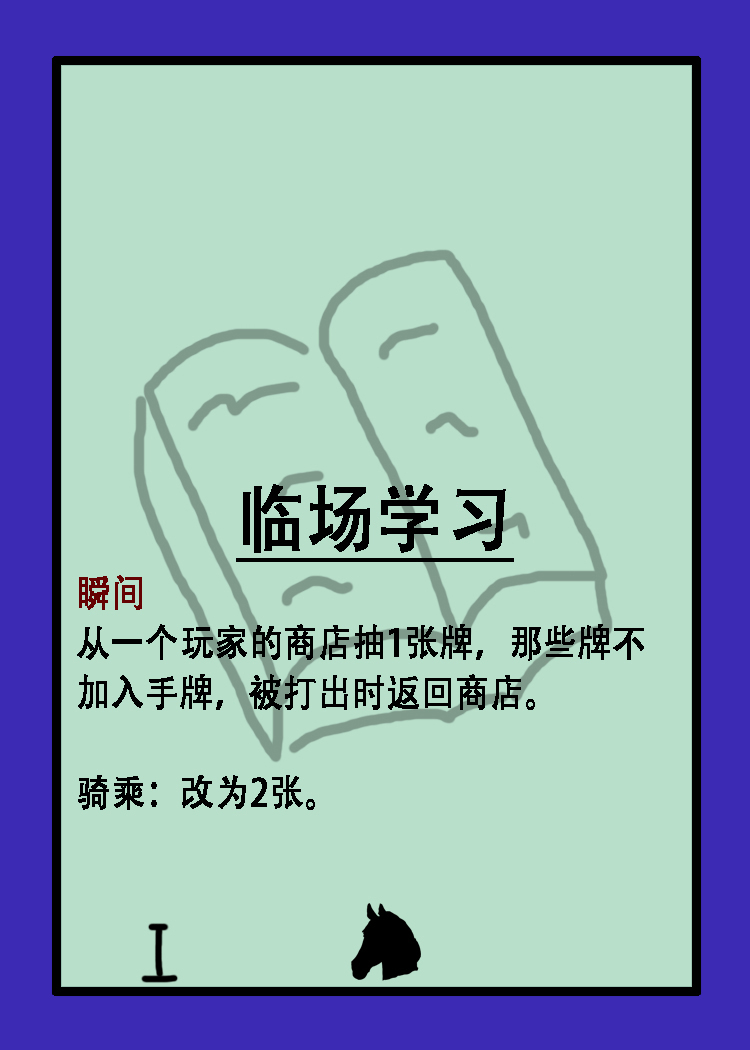 临场学习
瞬间
从一个玩家的商店抽1张牌，那些牌不
加入手牌，被打出时返回商店。
骑乘：改为2张。
I